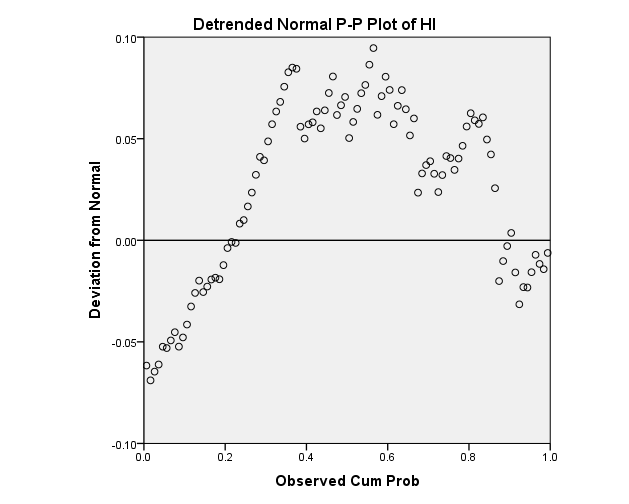 Detrended Normal P-P Plot of HI
0.10
0.05
0.00
-0.05
-0.10
Deviation from Normal
0.0 0.2 0.4 0.6 0.8 1.0
Observed Cum Prob